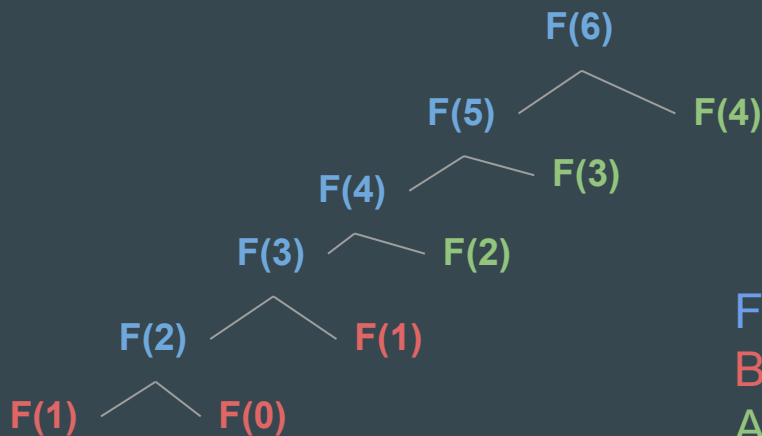 F(6)
F(5) F(4)
F(4) F(3)
F(3) F(2)
F(2) F(1)
F(1) F(0)
F
B
A